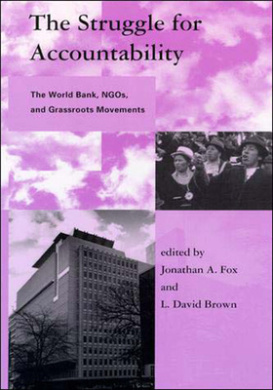 The Struggle for
Accountability
The World Bank, NGOs,
and Grassroots Movements
edited by
Jonathan A. Fox
and
L. David Brown